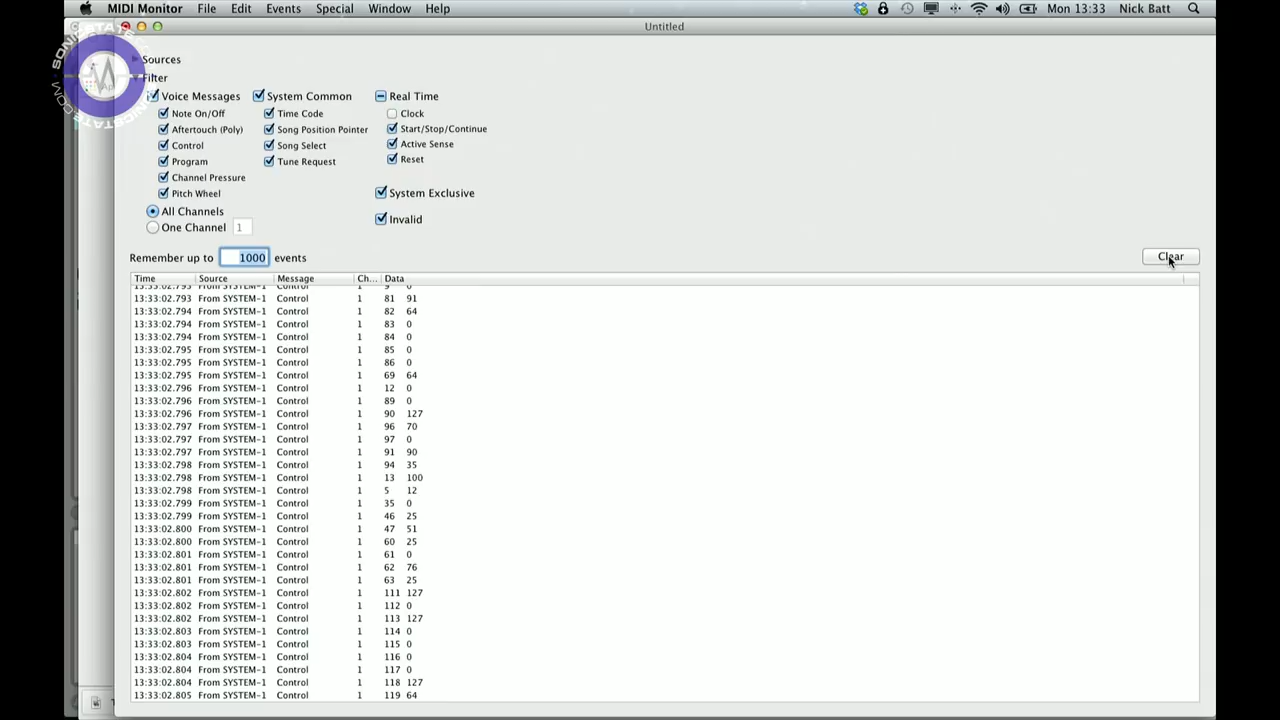 MIDI Monitor File Edit Control Events Special Window Help Mon 13:33 Nick Batt
Untitled
Sources
Filter
Voice Messages System Common Real Time
Note On/Off Time Code Clock
Aftertouch (Poly) Song Position Pointer Start/Stop/Continue
Control Song Select Active Sense
Program Tune Request Reset
Channel Pressure
Pitch Wheel System Exclusive
All Channels
One Channel 1 Invalid
Remember up to 1000 events Clear
Time Source Message Ch... Data
13:33:02.793 From SYSTEM-1 Control 1 9 0
13:33:02.793 From SYSTEM-1 Control 1 81 91
13:33:02.794 From SYSTEM-1 Control 1 82 64
13:33:02.794 From SYSTEM-1 Control 1 83 0
13:33:02.794 From SYSTEM-1 Control 1 84 0
13:33:02.795 From SYSTEM-1 Control 1 85 0
13:33:02.795 From SYSTEM-1 Control 1 86 0
13:33:02.795 From SYSTEM-1 Control 1 69 64
13:33:02.796 From SYSTEM-1 Control 1 12 0
13:33:02.796 From SYSTEM-1 Control 1 89 0
13:33:02.796 From SYSTEM-1 Control 1 90 127
13:33:02.797 From SYSTEM-1 Control 1 96 70
13:33:02.797 From SYSTEM-1 Control 1 97 0
13:33:02.797 From SYSTEM-1 Control 1 91 90
13:33:02.798 From SYSTEM-1 Control 1 94 35
13:33:02.798 From SYSTEM-1 Control 1 13 100
13:33:02.798 From SYSTEM-1 Control 1 5 12
13:33:02.799 From SYSTEM-1 Control 1 35 0
13:33:02.799 From SYSTEM-1 Control 1 46 25
13:33:02.800 From SYSTEM-1 Control 1 47 51
13:33:02.800 From SYSTEM-1 Control 1 60 25
13:33:02.801 From SYSTEM-1 Control 1 61 0
13:33:02.801 From SYSTEM-1 Control 1 62 76
13:33:02.801 From SYSTEM-1 Control 1 63 25
13:33:02.802 From SYSTEM-1 Control 1 111 127
13:33:02.802 From SYSTEM-1 Control 1 112 0
13:33:02.802 From SYSTEM-1 Control 1 113 127
13:33:02.803 From SYSTEM-1 Control 1 114 0
13:33:02.803 From SYSTEM-1 Control 1 115 0
13:33:02.804 From SYSTEM-1 Control 1 116 0
13:33:02.804 From SYSTEM-1 Control 1 117 0
13:33:02.804 From SYSTEM-1 Control 1 118 127
13:33:02.805 From SYSTEM-1 Control 1 119 64